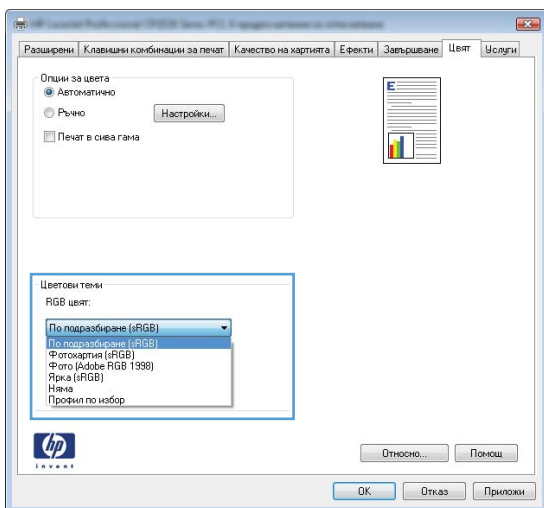 Разширени Клавишни комбинации за печат Качество на хартията Ефекти Завършване Цвят Услуги
Опции за цвета
Автоматично
Ръчно
Настройки...
Печат в сива гама
E
Цветови теми
RGB цвят:
По подразбиране (sRGB)
По подразбиране (sRGB)
Фотохартия (sRGB)
Фото (Adobe RGB 1998)
Ярка (sRGB)
Няма
Профил по избор
hp
invent
Относно... Помощ
OK Отказ Приложи